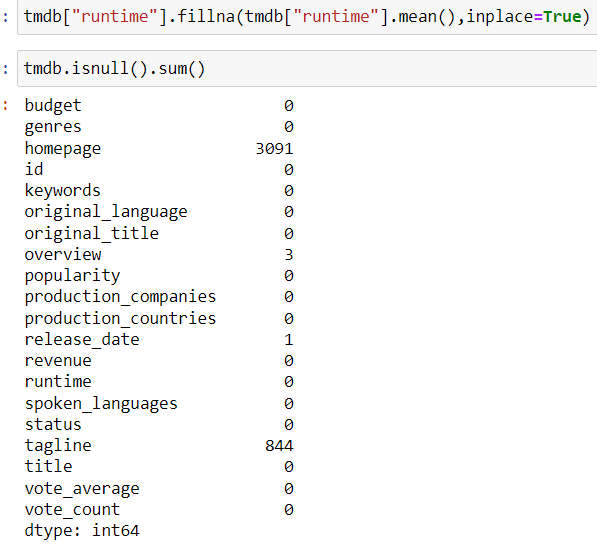 : tmdb["runtime"].fillna(tmdb["runtime"].mean(),inplace=True)
: tmdb.isnull().sum()
: budget 0
genres 0
homepage 3091
id 0
keywords 0
original_language 0
original_title 0
overview 3
popularity 0
production_companies 0
production_countries 0
release_date 1
revenue 0
runtime 0
spoken_languages 0
status 0
tagline 844
title 0
vote_average 0
vote_count 0
dtype: int64